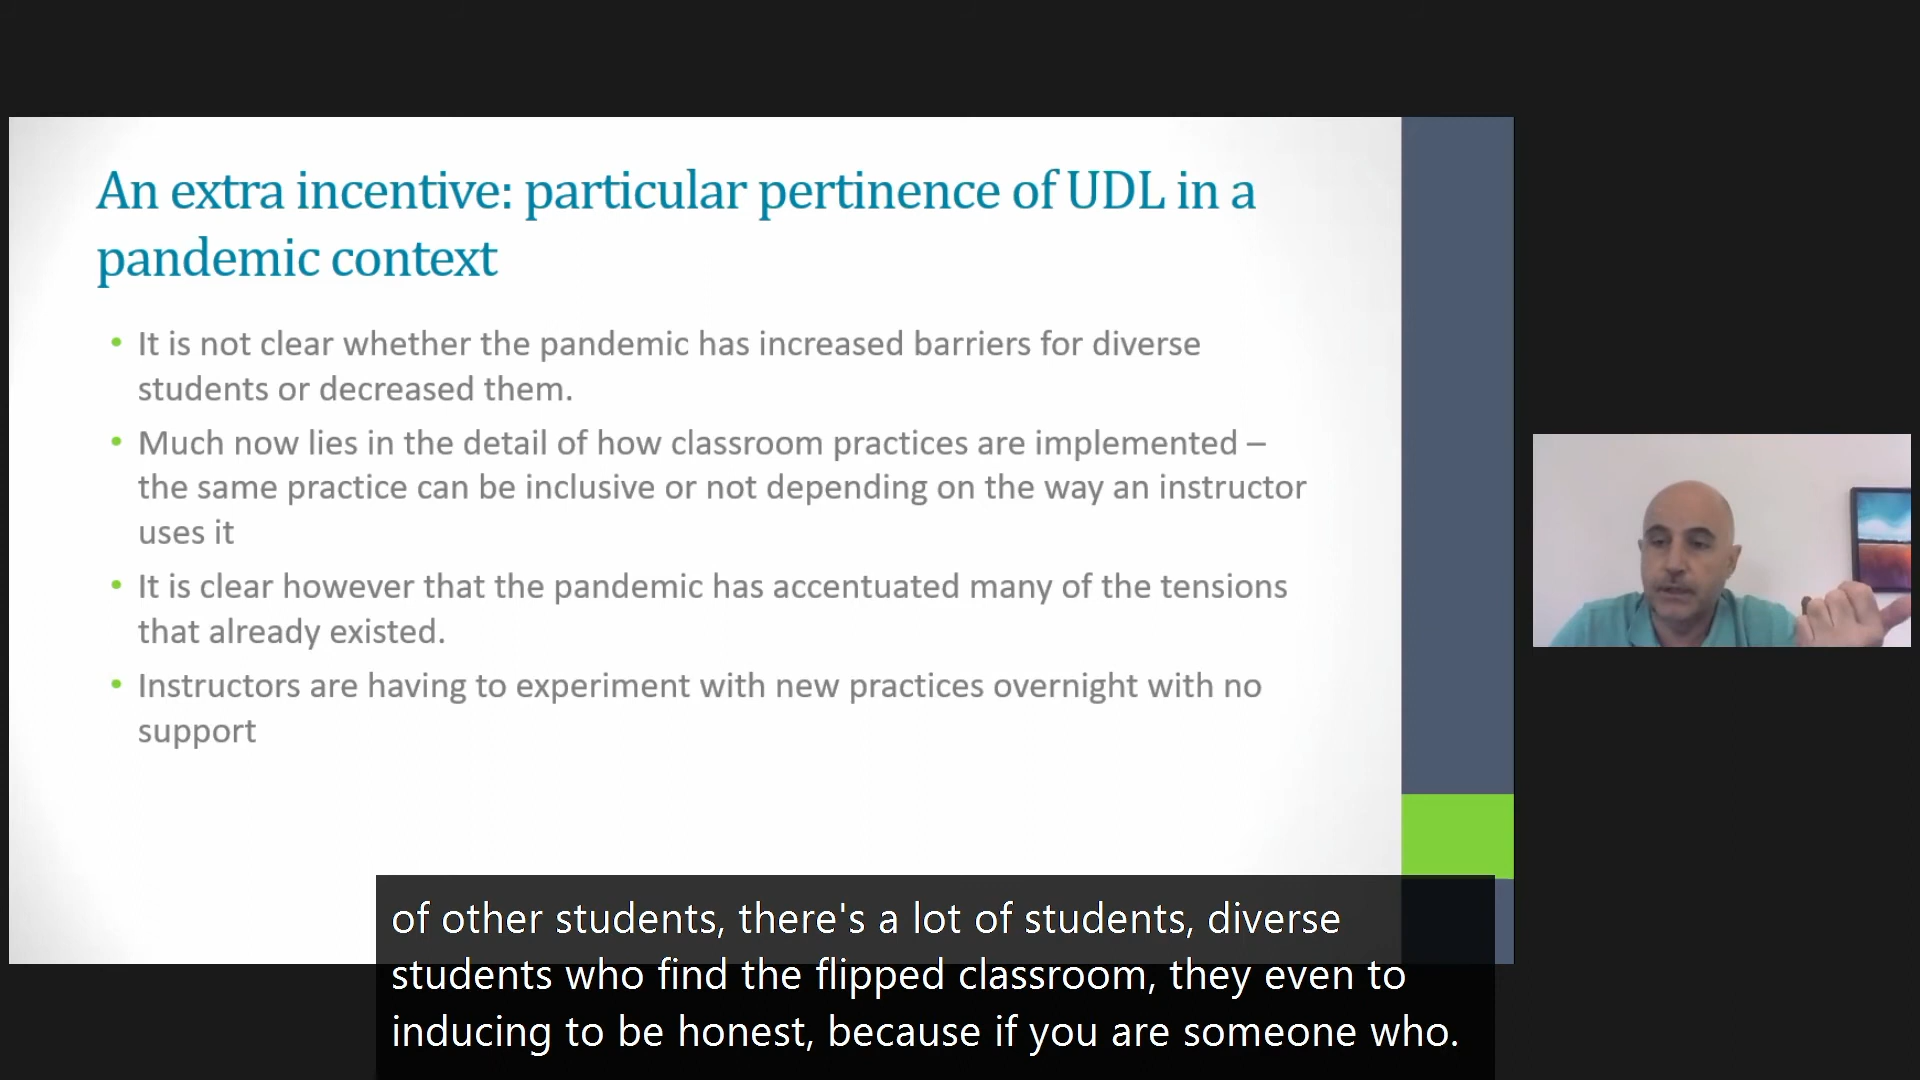 An extra incentive: particular pertinence of UDL in a
pandemic context
• It is not clear whether the pandemic has increased barriers for diverse
students or decreased them.
• Much now lies in the detail of how classroom practices are implemented –
the same practice can be inclusive or not depending on the way an instructor
uses it
• It is clear however that the pandemic has accentuated many of the tensions
that already existed.
• Instructors are having to experiment with new practices overnight with no
support
of other students, there's a lot of students, diverse
students who find the flipped classroom, they even to
inducing to be honest, because if you are someone who.